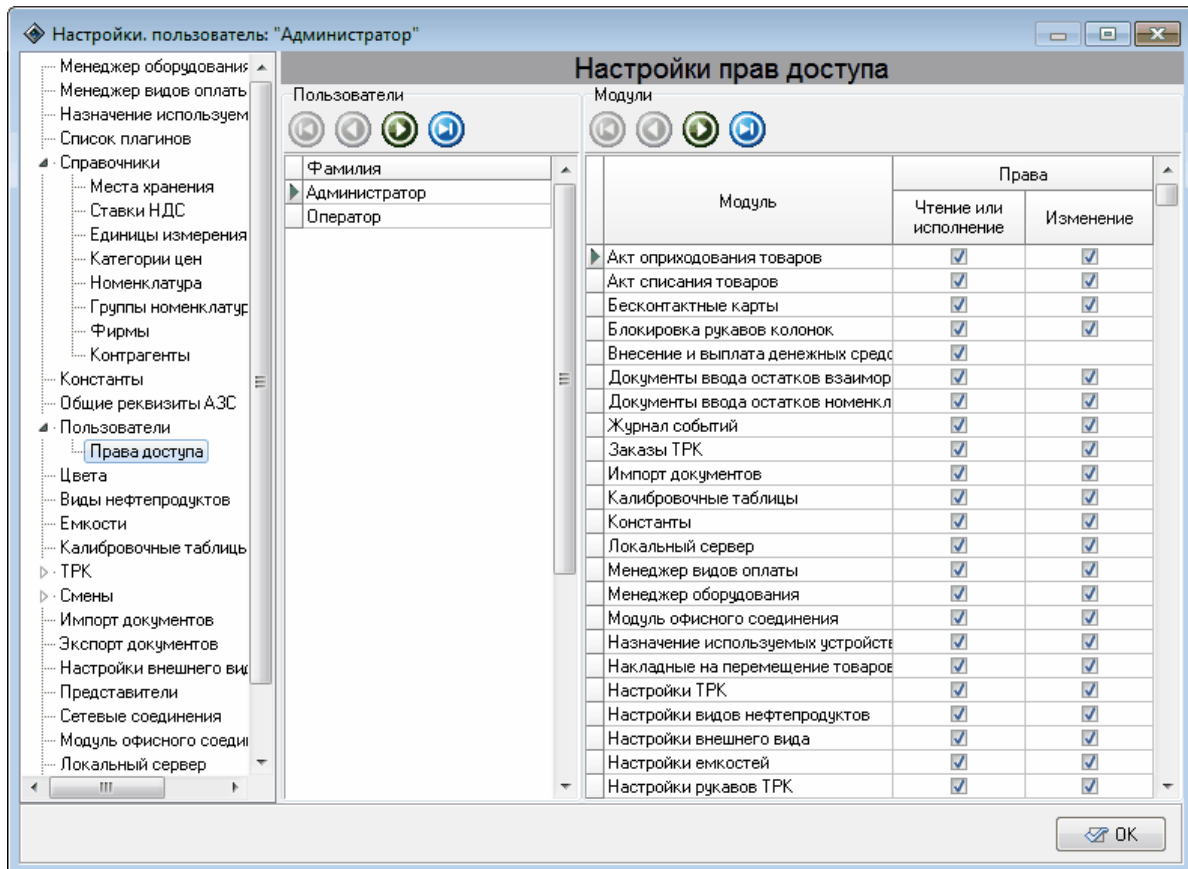 Настройки. пользователь: "Администратор"
Менеджер оборудования
Менеджер видов оплать
Назначение используем
Список плагинов
Справочники
Места хранения
Ставки НДС
Единицы измерения
Категории цен
Номенклатура
Группы номенклатур
Фирмы
Контрагенты
Константы
Общие реквизиты АЗС
Пользователи
Права доступа
Цвета
Виды нефтепродуктов
Емкости
Калибровочные таблиць
ТРК
Смены
Импорт документов
Экспорт документов
Настройки внешнего вид
Представители
Сетевые соединения
Модуль офисного соеди
Локальный сервер
Настройки прав доступа
Пользователи
Фамилия
Администратор
Оператор
Модули
Модуль
Права
Чтение или
исполнение
Изменение
Акт оприходования товаров
Акт списания товаров
Бесконтактные карты
Блокировка рукавов колонок
Внесение и выплата денежных средс
Документы ввода остатков взаимор
Документы ввода остатков номенкл
Журнал событий
Заказы ТРК
Импорт документов
Калибровочные таблицы
Константы
Локальный сервер
Менеджер видов оплаты
Менеджер оборудования
Модуль офисного соединения
Назначение используемых устройств
Накладные на перемещение товаров
Настройки ТРК
Настройки видов нефтепродуктов
Настройки внешнего вида
Настройки емкостей
Настройки рукавов ТРК
OK